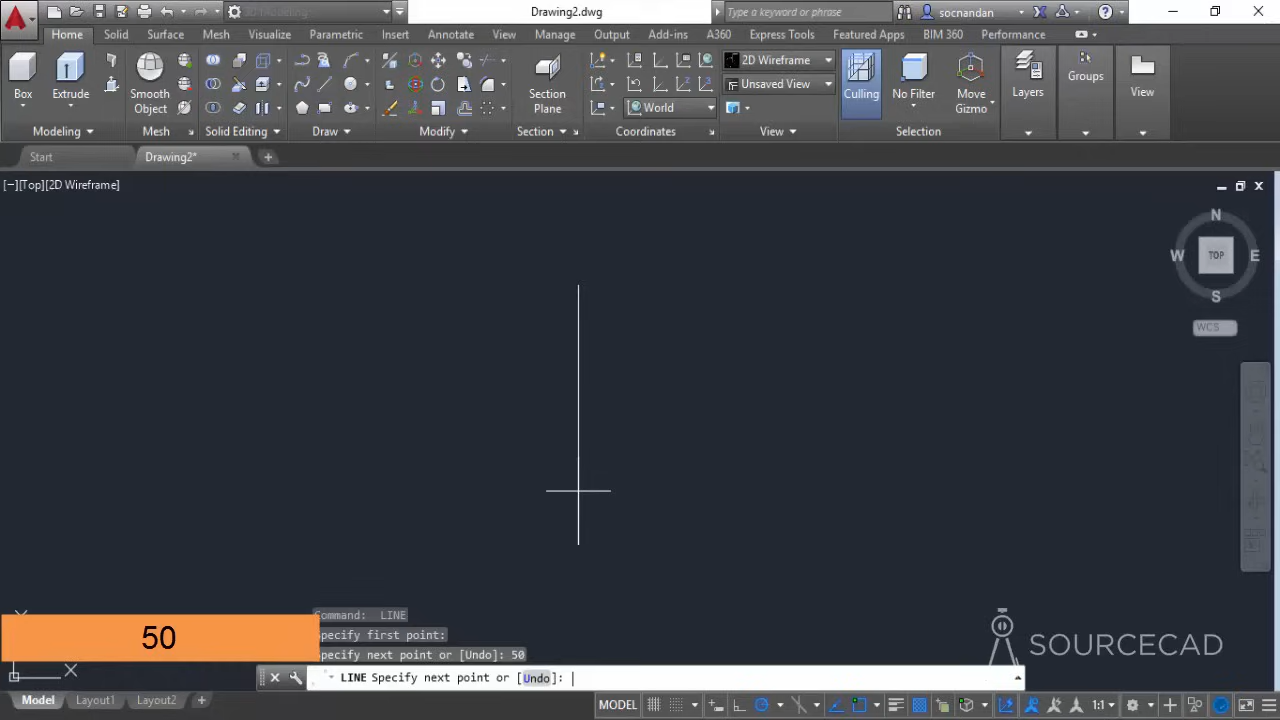 Drawing2.dwg
Type a keyword or phrase
socnandan
Home Solid Surface Mesh Visualize Parametric Insert Annotate View Manage Output Add-ins A360 Express Tools Featured Apps BIM 360 Performance
Box Extrude Smooth Object Section Plane 2D Wireframe Unsaved View World Culling No Filter Move Gizmo Layers Groups View
Modeling Mesh Solid Editing Draw Modify Section Coordinates View Selection
Start Drawing2*
[−][Top][2D Wireframe]
N
W TOP E
S
WCS
Command: LINE
Specify first point:
Specify next point or [Undo]: 50
50
X
SOURCECAD
LINE Specify next point or [Undo]:
Model Layout1 Layout2 MODEL 1:1